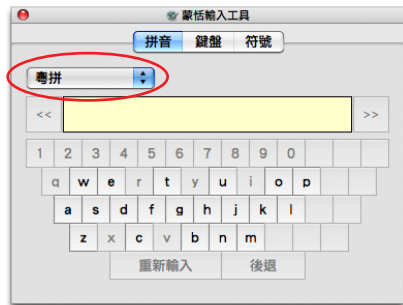 蒙恬輸入工具
拼音 鍵盤 符號
粵拼
<< >>
1 2 3 4 5 6 7 8 9 0
q w e r t y u i o p
a s d f g h j k l
z x c v b n m
重新輸入 後退